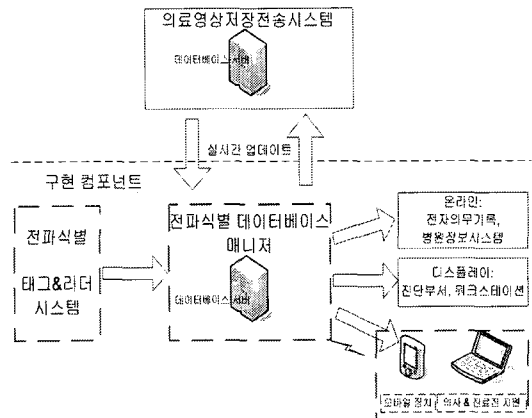 의료영상저장전송시스템
데이터베이스서버
실시간 업데이트
구현 컴포넌트
전파식별
태그&리더
시스템
전파식별 데이터베이스
매니저
데이터베이스서버
온라인:
전자의무기록,
병원정보시스템
디스플레이:
진단부서, 워크스테이션
모바일 장치
의사 & 진료진 지원